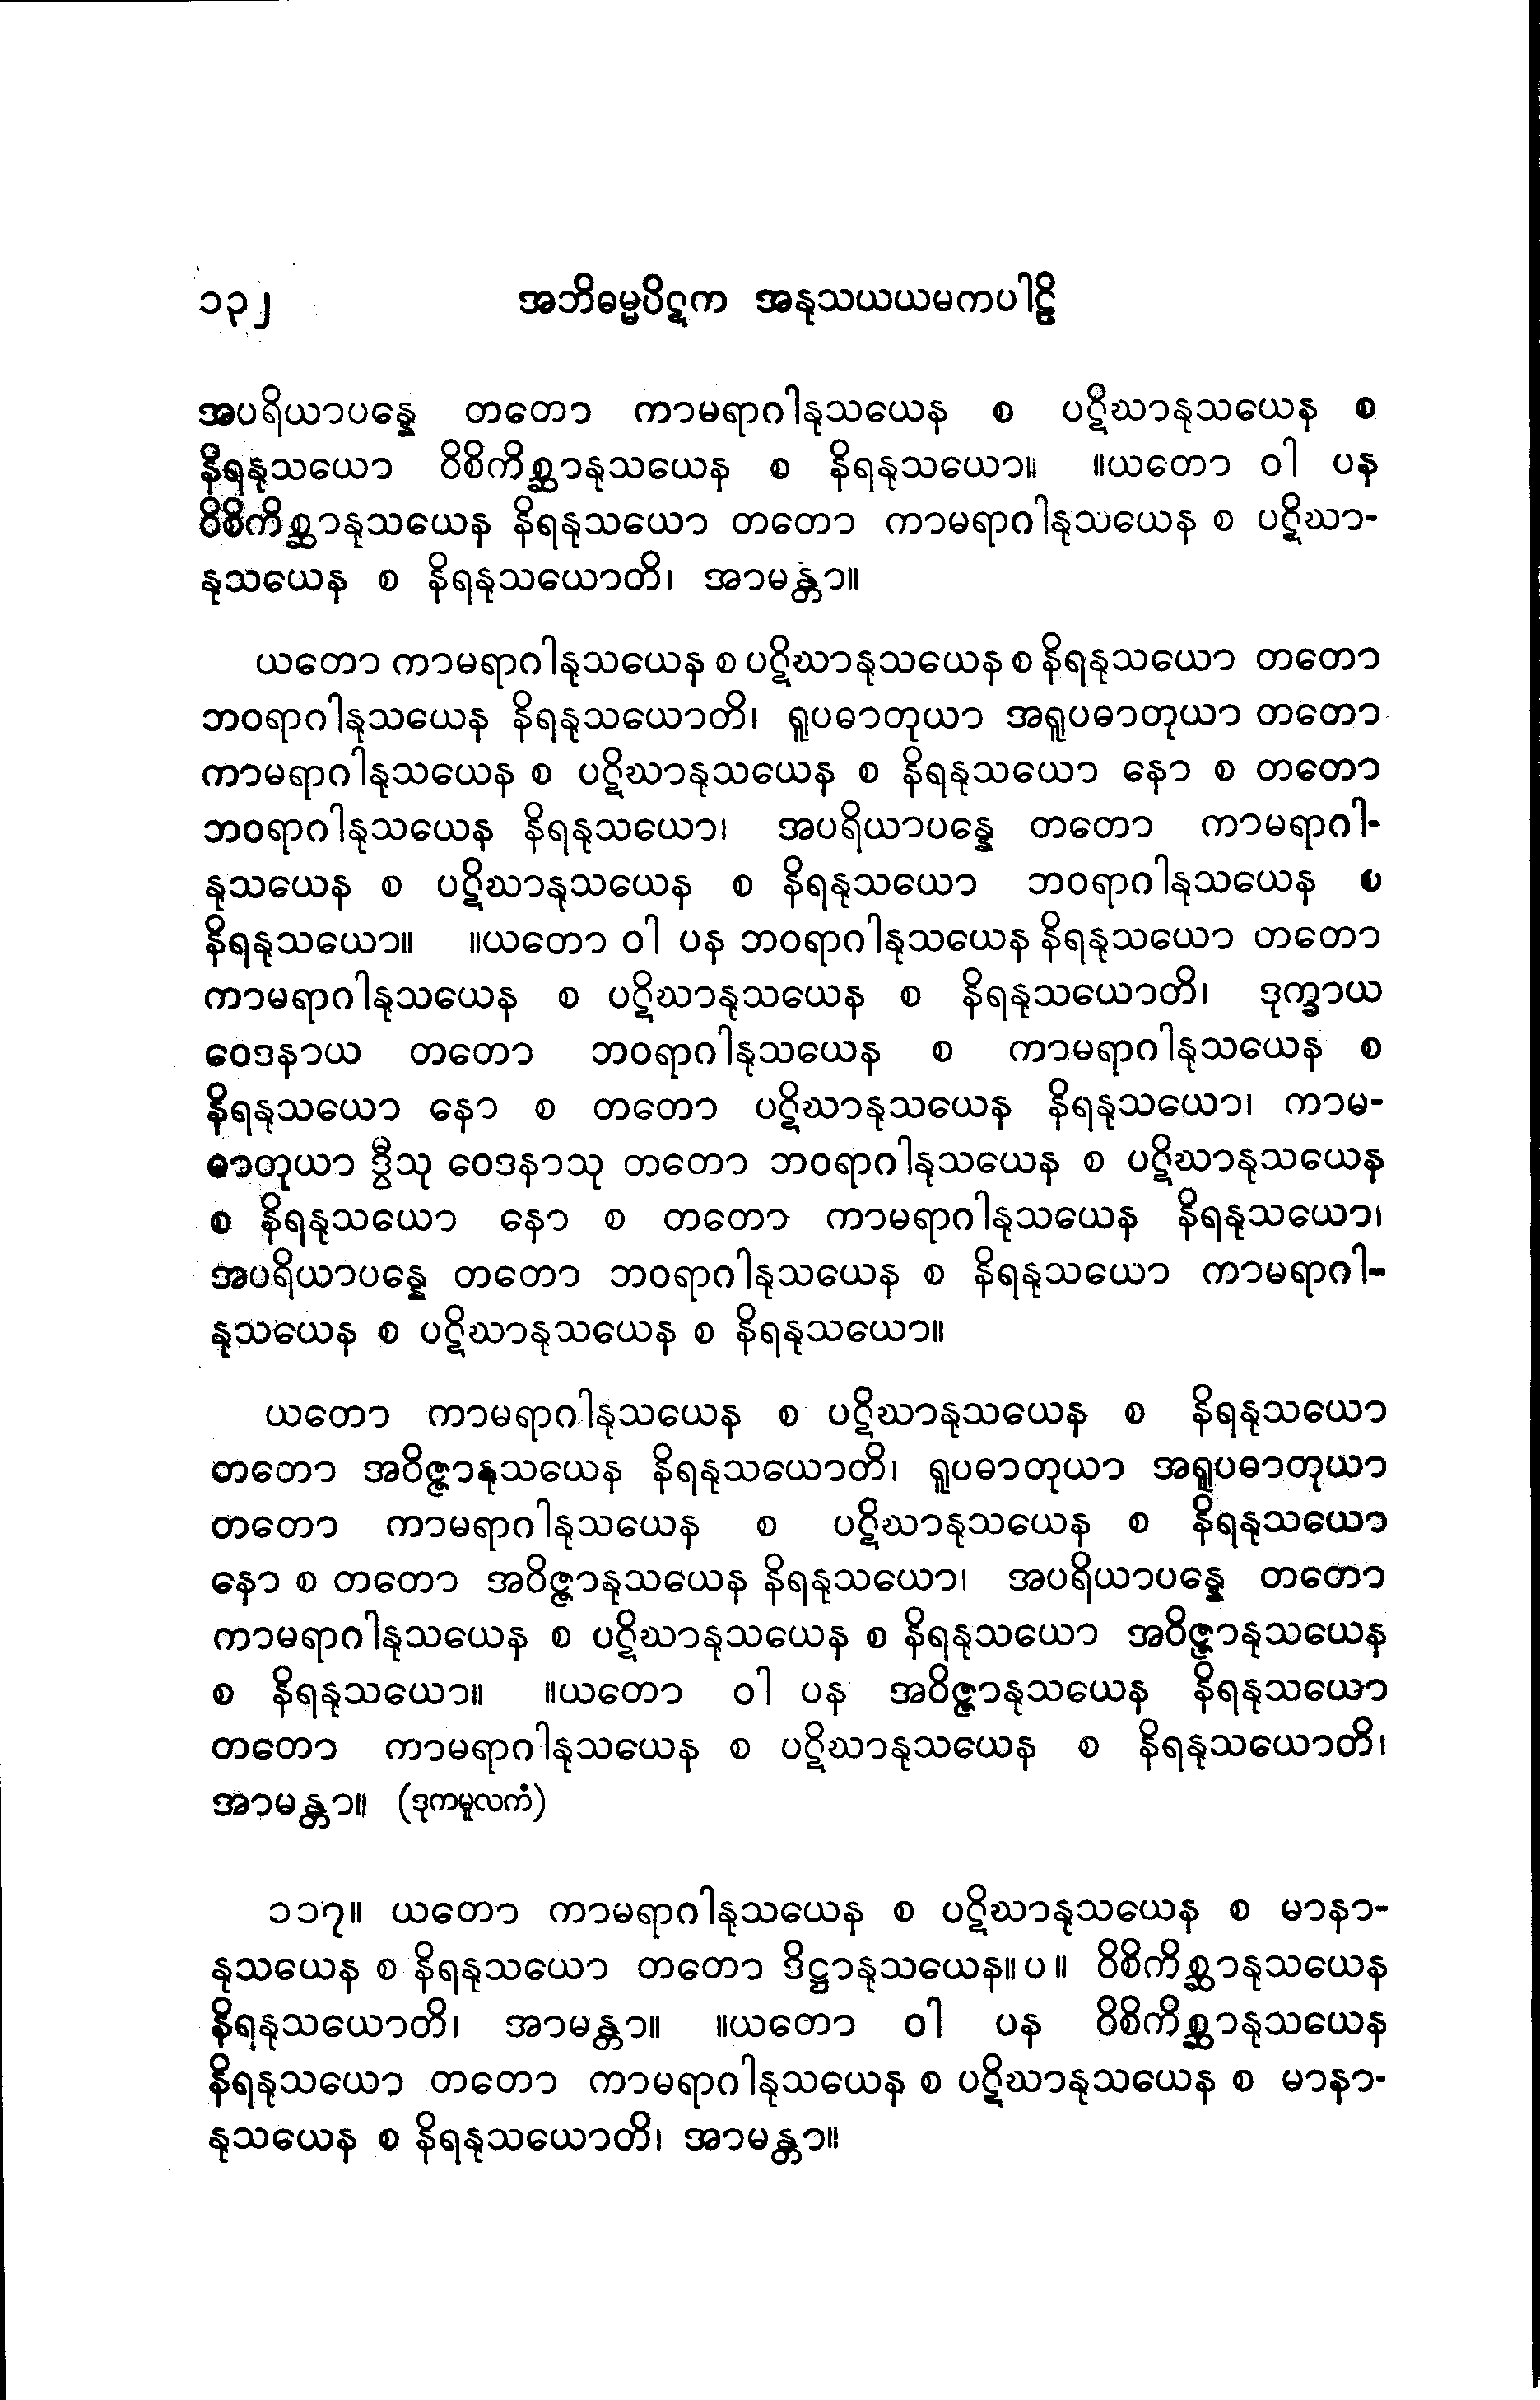 ၁၃၂ အဘိဓမ္မပိဋက အနုသယယမကပါဠိ
အပရိယာပန္နေ တတော ကာမရာဂါနုသယေန စ ပဋိဃာနုသယေန စ
နိရနုသယော ဝိစိကိစ္ဆာနုသယေန စ နိရနုသယော။ ။ယတော ဝါ ပန
ဝိစိကိစ္ဆာနုသယေန နိရနုသယော တတော ကာမရာဂါနုသယေန စ ပဋိဃာ-
နုသယေန စ နိရနုသယောတိ၊ အာမန္တာ။
ယတော ကာမရာဂါနုသယေန စ ပဋိဃာနုသယေန စ နိရနုသယော တတော
ဘဝရာဂါနုသယေန နိရနုသယောတိ၊ ရူပဓာတုယာ အရူပဓာတုယာ တတော
ကာမရာဂါနုသယေန စ ပဋိဃာနုသယေန စ နိရနုသယော နော စ တတော
ဘဝရာဂါနုသယေန နိရနုသယော၊ အပရိယာပန္နေ တတော ကာမရာဂါ-
နုသယေန စ ပဋိဃာနုသယေန စ နိရနုသယော ဘဝရာဂါနုသယေန စ
နိရနုသယော။ ။ယတော ဝါ ပန ဘဝရာဂါနုသယေန နိရနုသယော တတော
ကာမရာဂါနုသယေန စ ပဋိဃာနုသယေန စ နိရနုသယောတိ၊ ဒုက္ခာယ
ဝေဒနာယ တတော ဘဝရာဂါနုသယေန စ ကာမရာဂါနုသယေန စ
နိရနုသယော နော စ တတော ပဋိဃာနုသယေန နိရနုသယော၊ ကာမ-
ဓာတုယာ ဒွီသု ဝေဒနာသု တတော ဘဝရာဂါနုသယေန စ ပဋိဃာနုသယေန
စ နိရနုသယော နော စ တတော ကာမရာဂါနုသယေန နိရနုသယော၊
အပရိယာပန္နေ တတော ဘဝရာဂါနုသယေန စ နိရနုသယော ကာမရာဂါ-
နုသယေန စ ပဋိဃာနုသယေန စ နိရနုသယော။
ယတော ကာမရာဂါနုသယေန စ ပဋိဃာနုသယေန စ နိရနုသယော
တတော အဝိဇ္ဇာနုသယေန နိရနုသယောတိ၊ ရူပဓာတုယာ အရူပဓာတုယာ
တတော ကာမရာဂါနုသယေန စ ပဋိဃာနုသယေန စ နိရနုသယော
နော စ တတော အဝိဇ္ဇာနုသယေန နိရနုသယော၊ အပရိယာပန္နေ တတော
ကာမရာဂါနုသယေန စ ပဋိဃာနုသယေန စ နိရနုသယော အဝိဇ္ဇာနုသယေန
စ နိရနုသယော။ ။ယတော ဝါ ပန အဝိဇ္ဇာနုသယေန နိရနုသယော
တတော ကာမရာဂါနုသယေန စ ပဋိဃာနုသယေန စ နိရနုသယောတိ၊
အာမန္တာ။ (ဒုကမူလကံ)
၁၁၇။ ယတော ကာမရာဂါနုသယေန စ ပဋိဃာနုသယေန စ မာနာ-
နုသယေန စ နိရနုသယော တတော ဒိဋ္ဌာနုသယေန။ပ။ ဝိစိကိစ္ဆာနုသယေန
နိရနုသယောတိ၊ အာမန္တာ။ ။ယတော ဝါ ပန ဝိစိကိစ္ဆာနုသယေန
နိရနုသယော တတော ကာမရာဂါနုသယေန စ ပဋိဃာနုသယေန စ မာနာ-
နုသယေန စ နိရနုသယောတိ၊ အာမန္တာ။